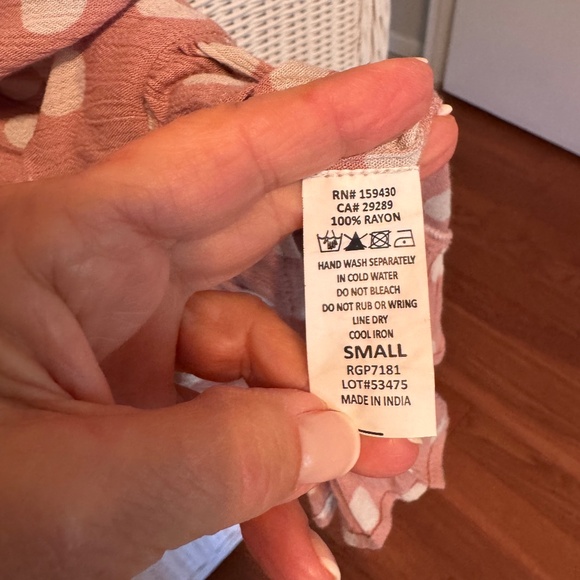 RN# 159430
CA# 29289
100% RAYON
HAND WASH SEPARATELY
IN COLD WATER
DO NOT BLEACH
DO NOT RUB OR WRING
LINE DRY
COOL IRON
SMALL
RGP7181
LOT#53475
MADE IN INDIA